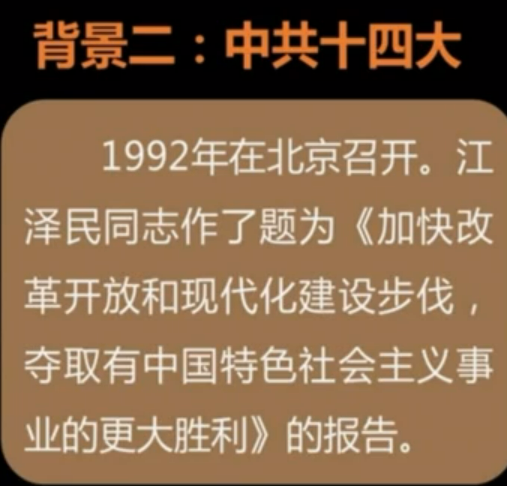 背景二：中共十四大
1992年在北京召开。江
泽民同志作了题为《加快改
革开放和现代化建设步伐，
夺取有中国特色社会主义事
业的更大胜利》的报告。